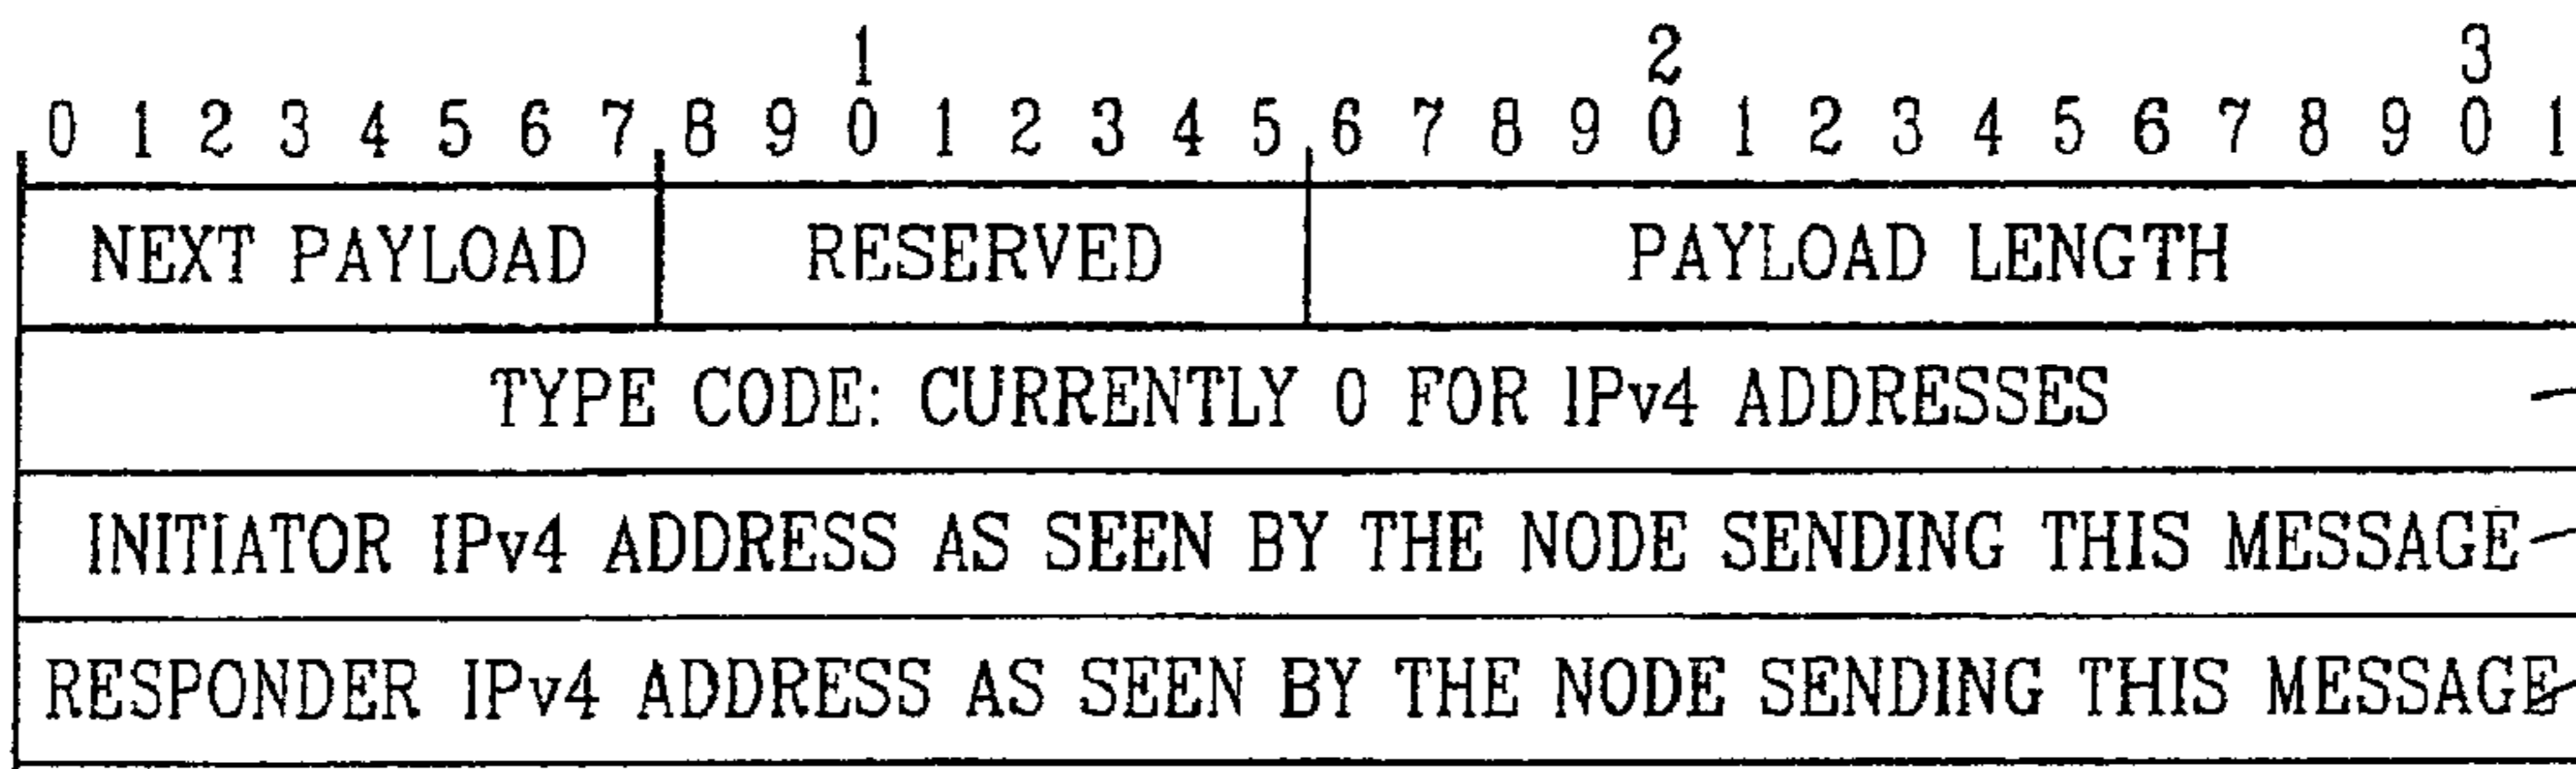 1 2 3
0 1 2 3 4 5 6 7 8 9 0 1 2 3 4 5 6 7 8 9 0 1 2 3 4 5 6 7 8 9 0 1
NEXT PAYLOAD RESERVED PAYLOAD LENGTH
TYPE CODE: CURRENTLY 0 FOR IPv4 ADDRESSES
INITIATOR IPv4 ADDRESS AS SEEN BY THE NODE SENDING THIS MESSAGE
RESPONDER IPv4 ADDRESS AS SEEN BY THE NODE SENDING THIS MESSAGE